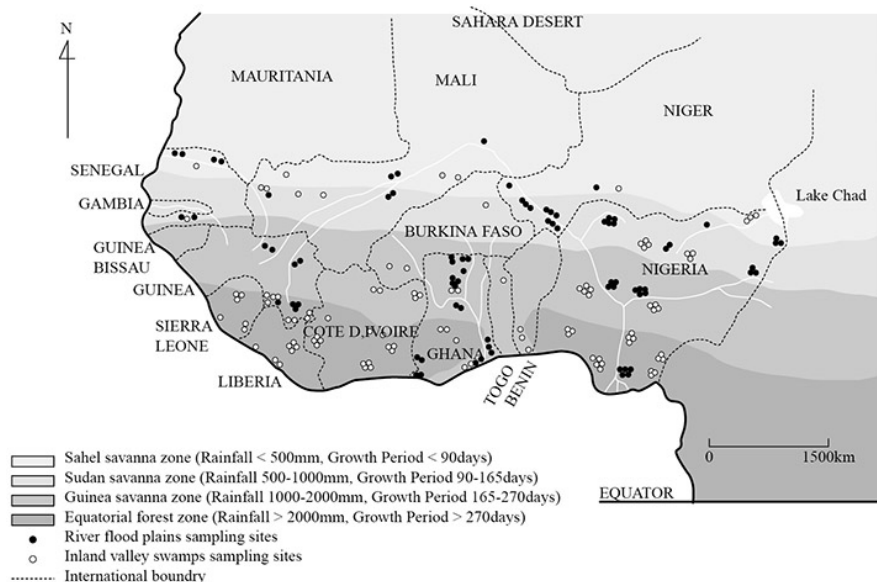 N
SAHARA DESERT
MAURITANIA
MALI
NIGER
SENEGAL
GAMBIA
Lake Chad
BURKINA FASO
GUINEA
BISSAU
NIGERIA
GUINEA
SIERRA
LEONE
COTE D,IVOIRE
GHANA
LIBERIA
TOGO
BENIN
Sahel savanna zone (Rainfall < 500mm, Growth Period < 90days)
Sudan savanna zone (Rainfall 500-1000mm, Growth Period 90-165days)
Guinea savanna zone (Rainfall 1000-2000mm, Growth Period 165-270days)
Equatorial forest zone (Rainfall > 2000mm, Growth Period > 270days)
River flood plains sampling sites
Inland valley swamps sampling sites
International boundry
0 1500km
EQUATOR